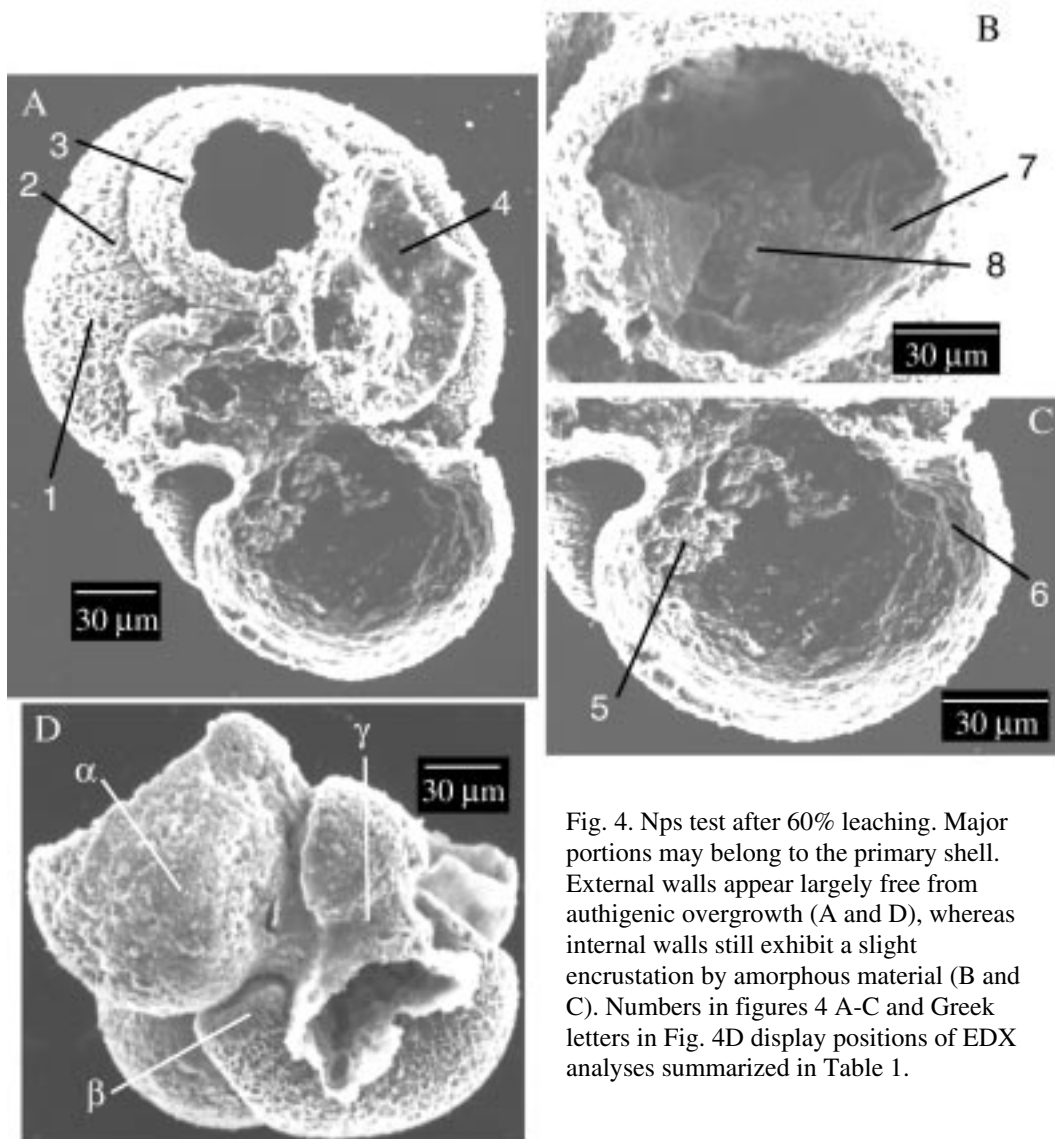 A
3
2
4
1
30 µm
B
7
8
30 µm
C
5
6
30 µm
D
α
γ
β
30 µm
Fig. 4. Nps test after 60% leaching. Major
portions may belong to the primary shell.
External walls appear largely free from
authigenic overgrowth (A and D), whereas
internal walls still exhibit a slight
encrustation by amorphous material (B and
C). Numbers in figures 4 A-C and Greek
letters in Fig. 4D display positions of EDX
analyses summarized in Table 1.